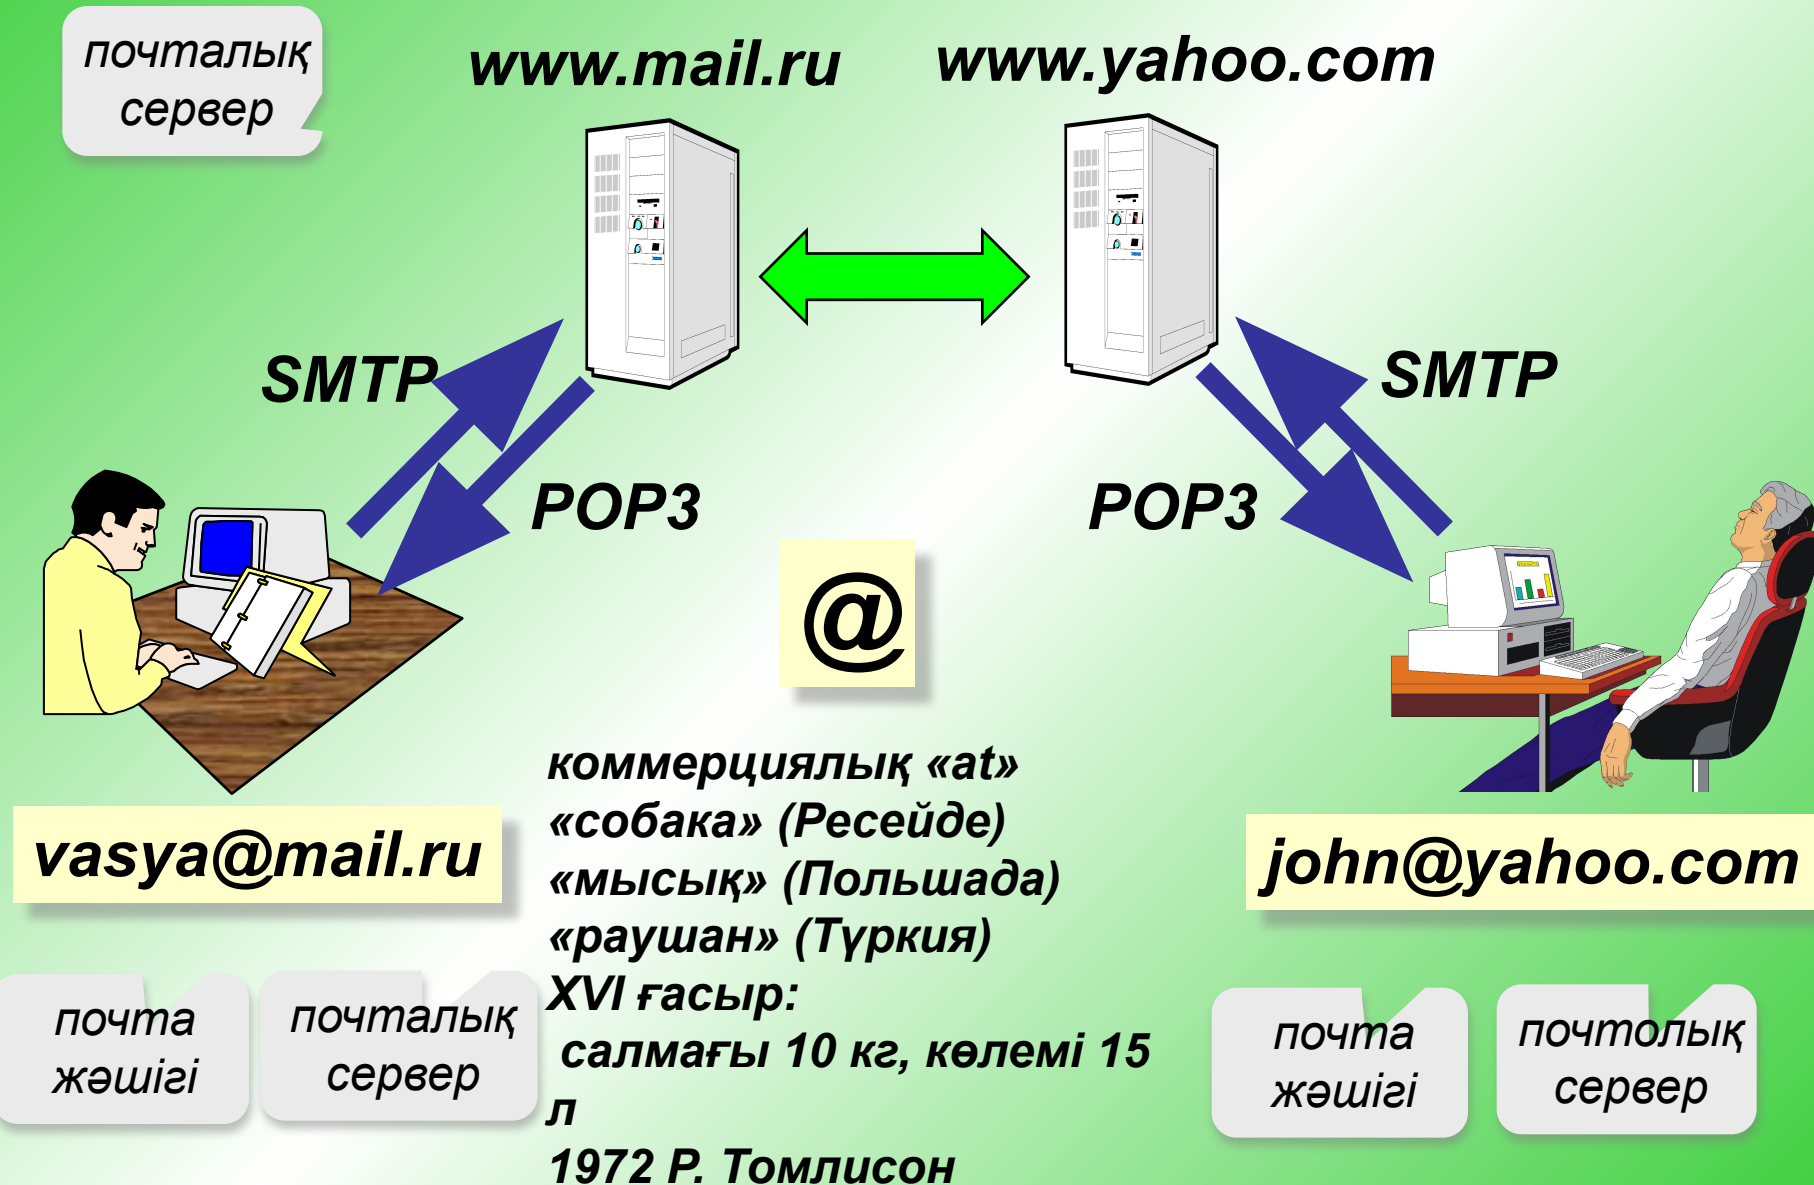 почталық
сервер
www.mail.ru
www.yahoo.com
SMTP
SMTP
POP3
POP3
@
коммерциялық «at»
«собака» (Ресейде)
«мысық» (Польшада)
«раушан» (Түркия)
XVI ғасыр:
салмағы 10 кг, көлемі 15
л
1972 Р. Томлисон
vasya@mail.ru
john@yahoo.com
почта
жәшігі
почталық
сервер
почта
жәшігі
почтолық
сервер